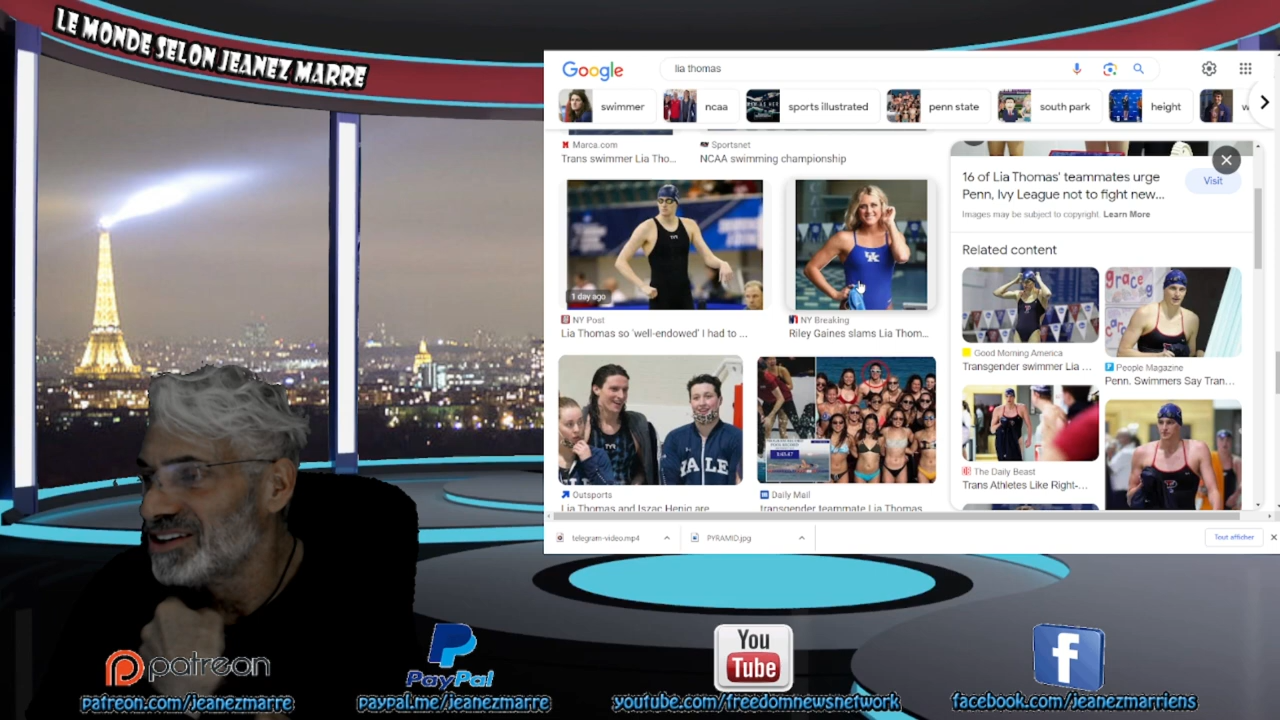 LE MONDE SELON JEANEZ MARRE
Google
lia thomas
swimmer
ncaa
sports illustrated
penn state
south park
height
Marca.com
Trans swimmer Lia Tho...
Sportsnet
NCAA swimming championship
16 of Lia Thomas' teammates urge
Penn, Ivy League not to fight new...
Visit
Images may be subject to copyright. Learn More
Related content
1 day ago
NY Post
Lia Thomas so 'well-endowed' I had to ...
NY Breaking
Riley Gaines slams Lia Thom...
Good Morning America
Transgender swimmer Lia ...
People Magazine
Penn. Swimmers Say Tran...
The Daily Beast
Trans Athletes Like Right-...
YALE
Outsports
Lia Thomas and Iszac Henig are
Daily Mail
transgender teammate Lia Thomas
telegram-video.mp4
PYRAMID.jpg
Tout afficher
patreon
PayPal
You
Tube
patreon.com/jeanezmarre
paypal.me/jeanezmarre
youtube.com/freedomnewsnetwork
facebook.com/jeanezmarriens